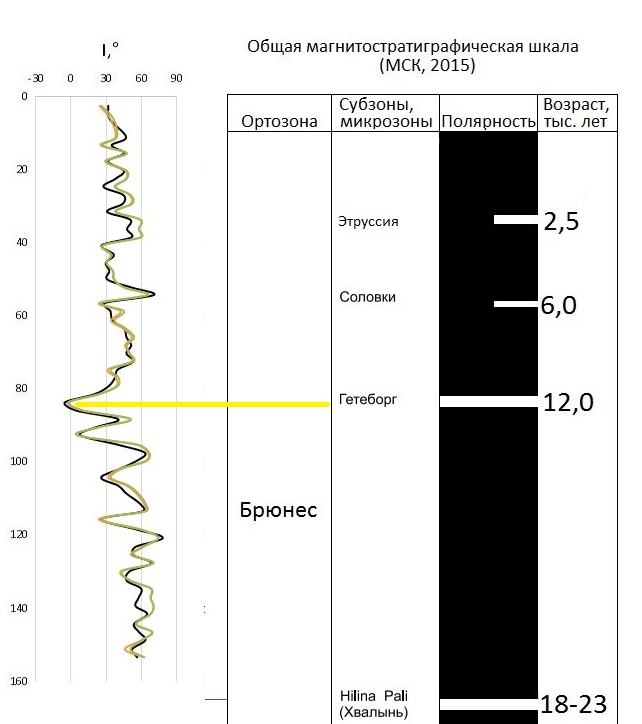 I,°
-30 0 30 60 90
0
20
40
60
80
100
120
140
160
Общая магнитостратиграфическая шкала
(МСК, 2015)
Ортозона
Субзоны,
микрозоны
Полярность
Возраст,
тыс. лет
Этруссия
2,5
Соловки
6,0
Гетеборг
12,0
Брюнес
Hilina Pali
(Хвалынь)
18-23